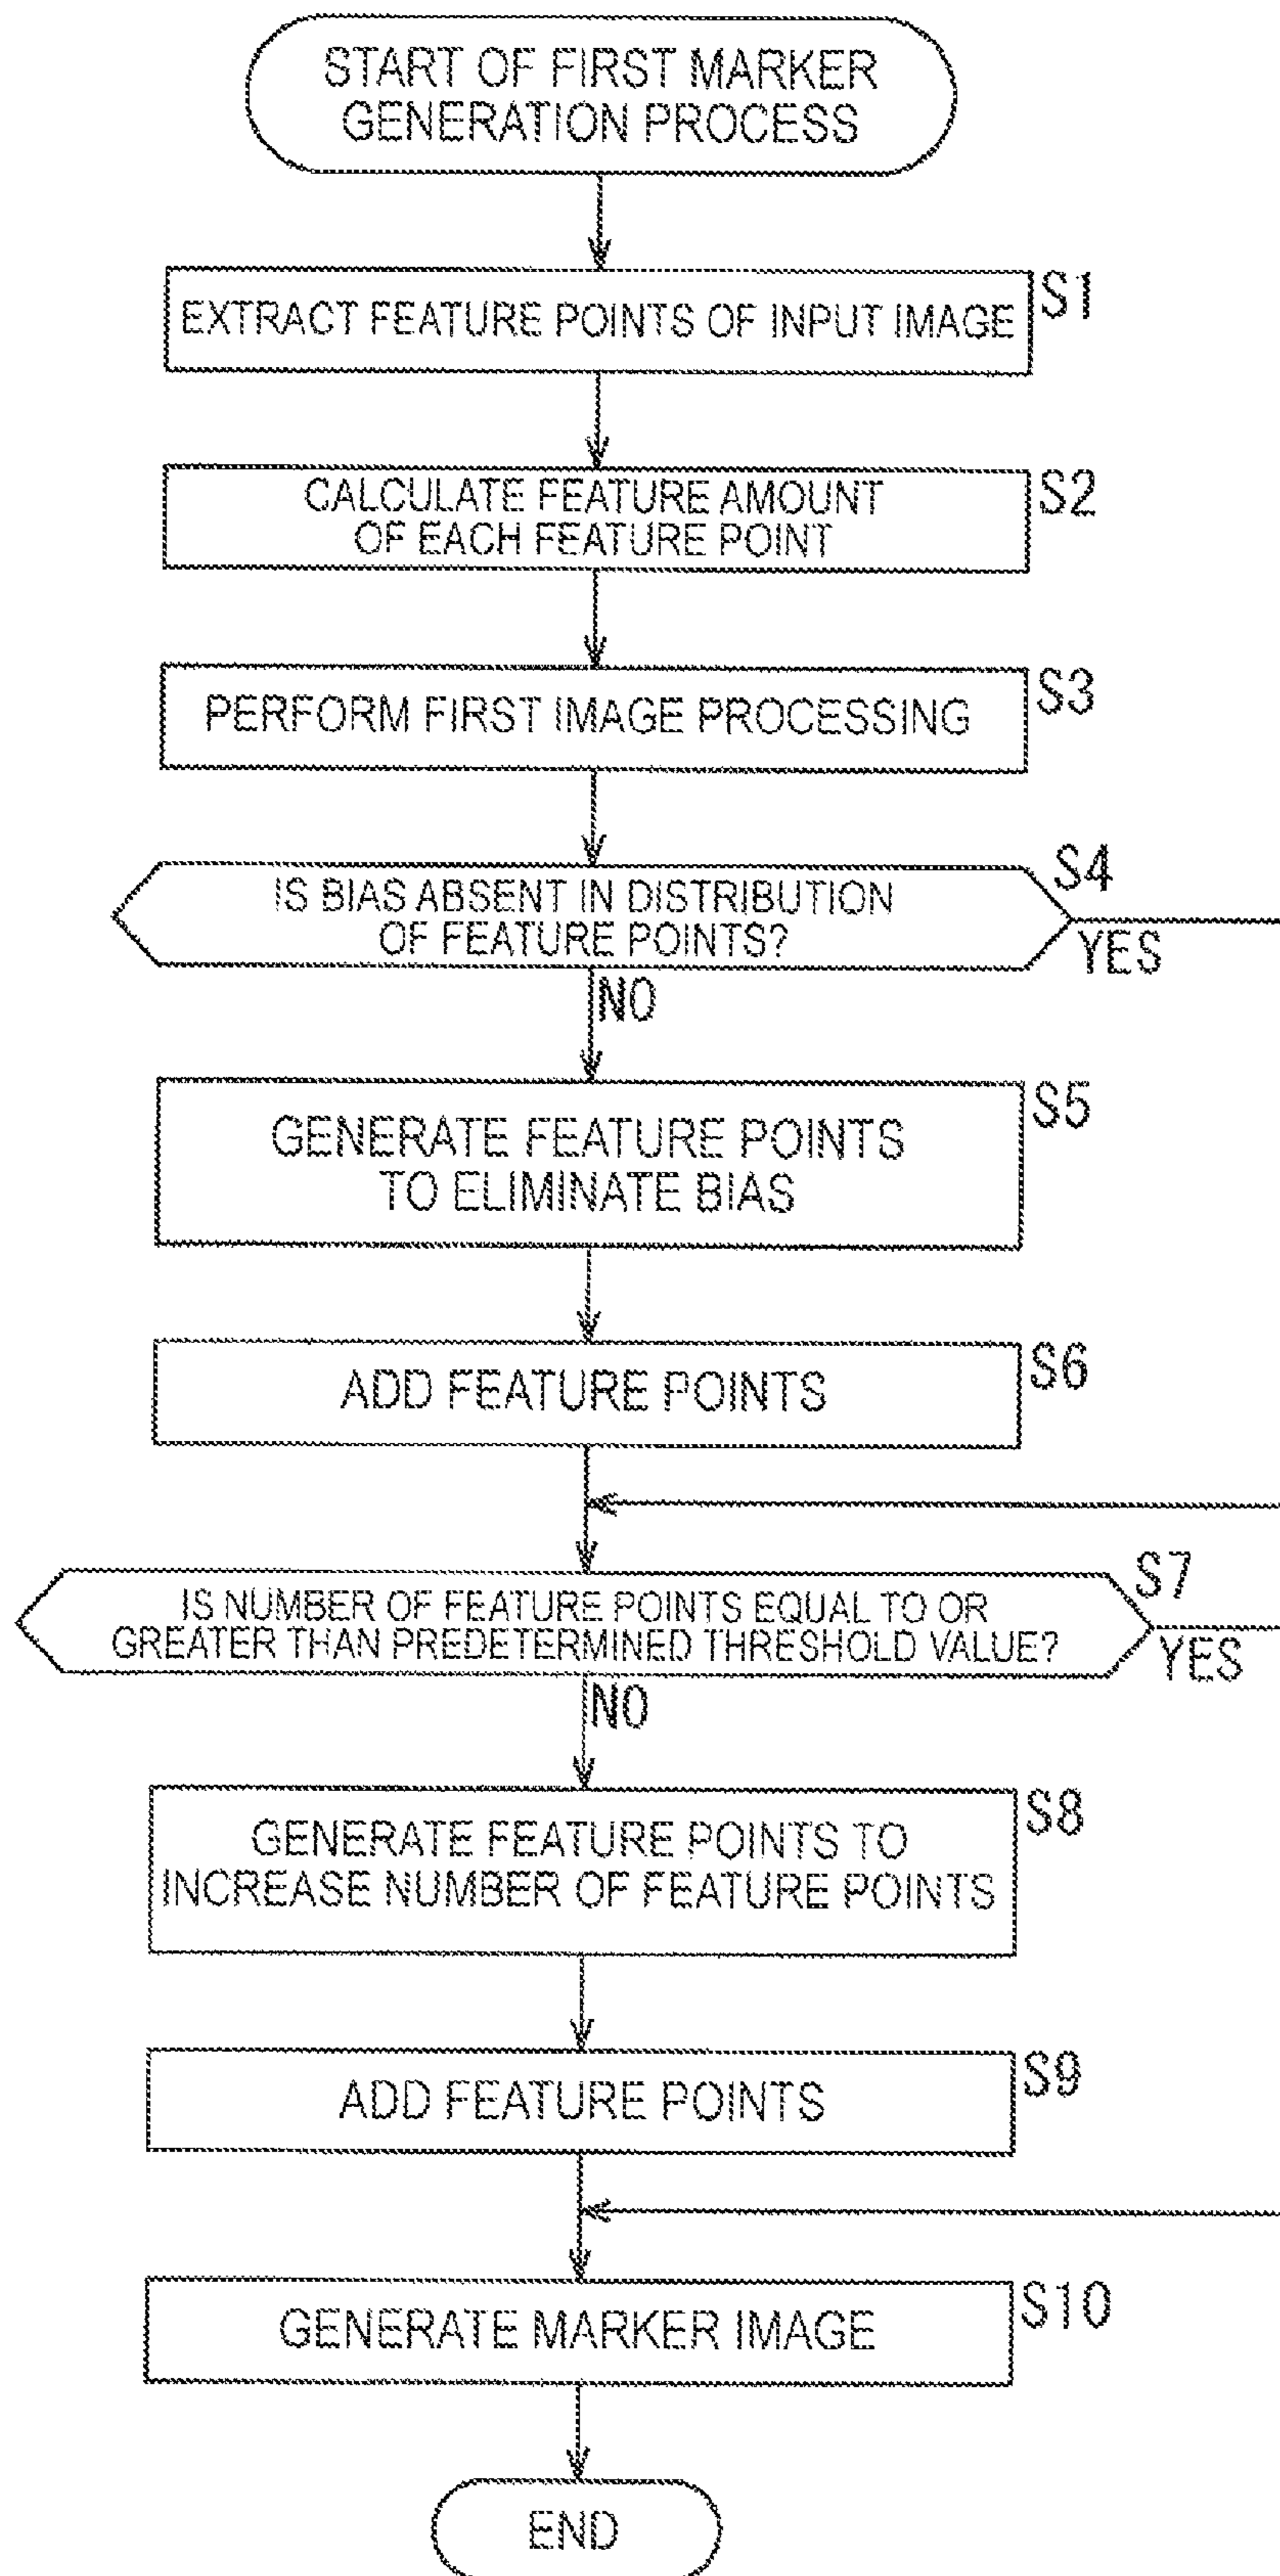 START OF FIRST MARKER
GENERATION PROCESS
EXTRACT FEATURE POINTS OF INPUT IMAGE
S1
CALCULATE FEATURE AMOUNT
OF EACH FEATURE POINT
S2
PERFORM FIRST IMAGE PROCESSING
S3
IS BIAS ABSENT IN DISTRIBUTION
OF FEATURE POINTS?
S4
YES
NO
GENERATE FEATURE POINTS
TO ELIMINATE BIAS
S5
ADD FEATURE POINTS
S6
IS NUMBER OF FEATURE POINTS EQUAL TO OR
GREATER THAN PREDETERMINED THRESHOLD VALUE?
S7
YES
NO
GENERATE FEATURE POINTS TO
INCREASE NUMBER OF FEATURE POINTS
S8
ADD FEATURE POINTS
S9
GENERATE MARKER IMAGE
S10
END